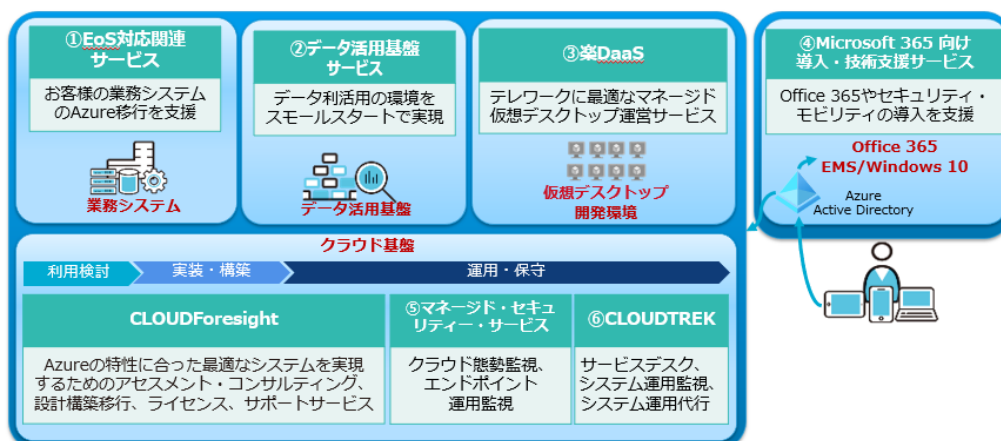 ①EoS対応関連
サービス
お客様の業務システム
のAzure移行を支援
業務システム
②データ活用基盤
サービス
データ利活用の環境を
スモールスタートで実現
データ活用基盤
③楽DaaS
テレワークに最適なマネージド
仮想デスクトップ運営サービス
仮想デスクトップ
開発環境
④Microsoft 365 向け
導入・技術支援サービス
Office 365やセキュリティ・
モビリティの導入を支援
Office 365
EMS/Windows 10
Azure
Active Directory
クラウド基盤
利用検討
実装・構築
運用・保守
CLOUDForesight
Azureの特性に合った最適なシステムを実現
するためのアセスメント・コンサルティング、
設計構築移行、ライセンス、サポートサービス
⑤マネージド・セキュ
リティー・サービス
クラウド態勢監視、
エンドポイント
運用監視
⑥CLOUDTREK
サービスデスク、
システム運用監視、
システム運用代行